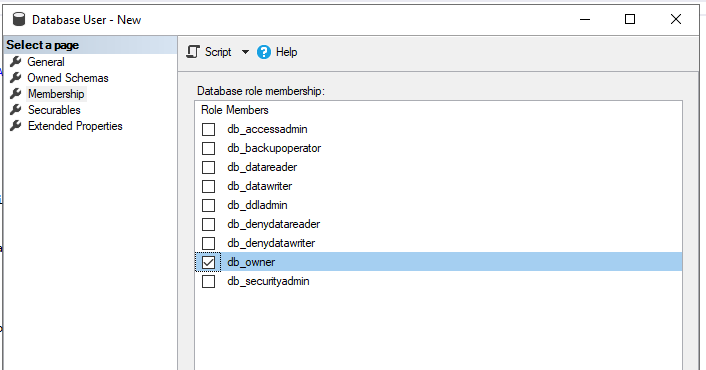 Database User - New
Select a page
General
Owned Schemas
Membership
Securables
Extended Properties
Script
Help
Database role membership:
Role Members
db_accessadmin
db_backupoperator
db_datareader
db_datawriter
db_ddladmin
db_denydatareader
db_denydatawriter
db_owner
db_securityadmin